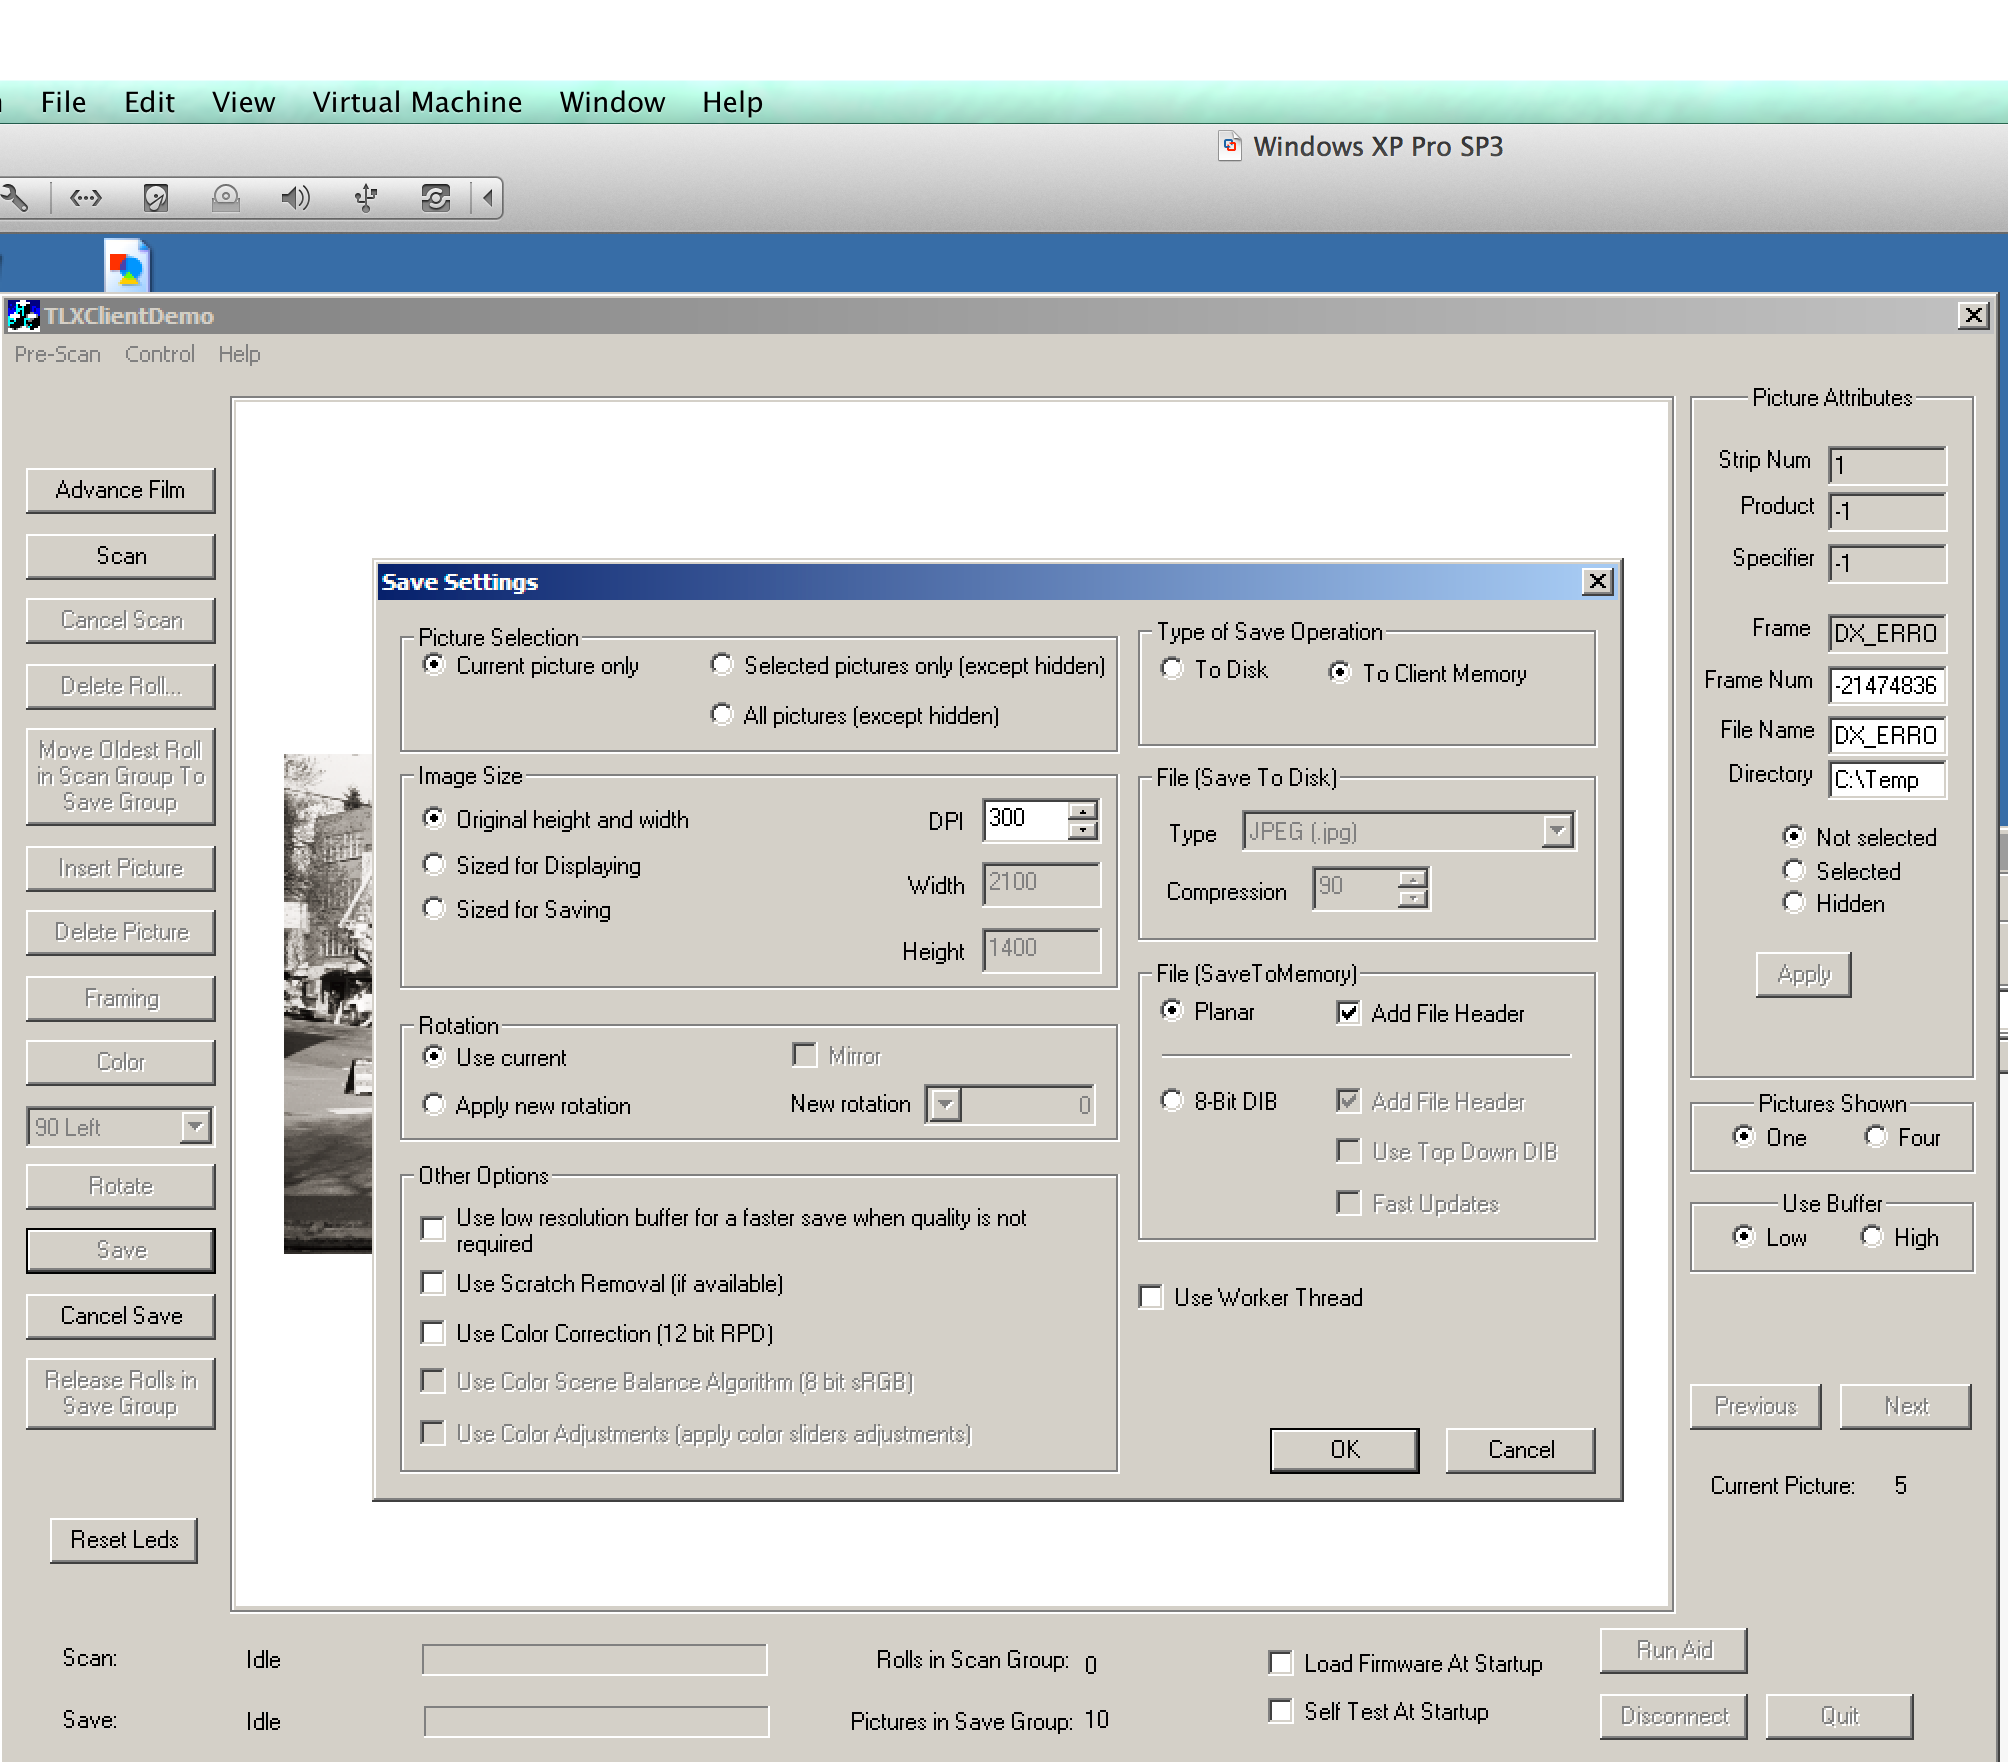 File Edit View Virtual Machine Window Help
Windows XP Pro SP3
TLXClientDemo
Pre-Scan Control Help
Advance Film
Scan
Cancel Scan
Delete Roll...
Move Oldest Roll
in Scan Group To
Save Group
Insert Picture
Delete Picture
Framing
Color
90 Left
Rotate
Save
Cancel Save
Release Rolls in
Save Group
Reset Leds
Save Settings
Picture Selection
Current picture only
Selected pictures only (except hidden)
All pictures (except hidden)
Image Size
Original height and width
Sized for Displaying
Sized for Saving
DPI 300
Width 2100
Height 1400
Rotation
Use current
Mirror
Apply new rotation
New rotation 0
Other Options
Use low resolution buffer for a faster save when quality is not
required
Use Scratch Removal (if available)
Use Color Correction (12 bit RPD)
Use Color Scene Balance Algorithm (8 bit sRGB)
Use Color Adjustments (apply color sliders adjustments)
Type of Save Operation
To Disk
To Client Memory
File (Save To Disk)
Type JPEG (.jpg)
Compression 90
File (SaveToMemory)
Planar
Add File Header
8-Bit DIB
Add File Header
Use Top Down DIB
Fast Updates
Use Worker Thread
OK Cancel
Picture Attributes
Strip Num 1
Product -1
Specifier -1
Frame DX_ERRO
Frame Num -21474836
File Name DX_ERRO
Directory C:\Temp
Not selected
Selected
Hidden
Apply
Pictures Shown
One Four
Use Buffer
Low High
Previous Next
Current Picture: 5
Scan: Idle
Rolls in Scan Group: 0
Load Firmware At Startup
Run Aid
Save: Idle
Pictures in Save Group: 10
Self Test At Startup
Disconnect Quit